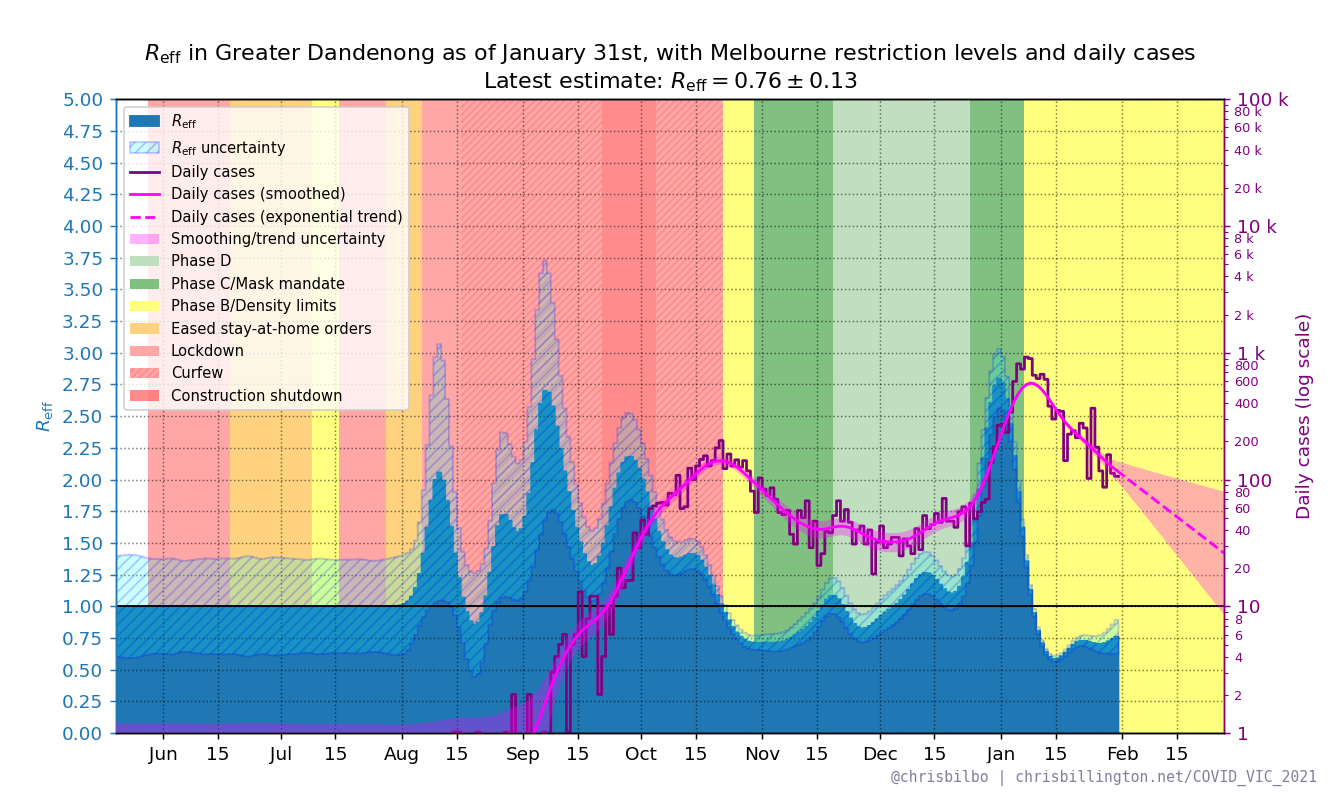 Reff in Greater Dandenong as of January 31st, with Melbourne restriction levels and daily cases
Latest estimate: Reff = 0.76 ± 0.13
5.00
4.75
4.50
4.25
4.00
3.75
3.50
3.25
3.00
2.75
2.50
2.25
2.00
1.75
1.50
1.25
1.00
0.75
0.50
0.25
0.00
Reff
Reff
Reff uncertainty
Daily cases
Daily cases (smoothed)
Daily cases (exponential trend)
Smoothing/trend uncertainty
Phase D
Phase C/Mask mandate
Phase B/Density limits
Eased stay-at-home orders
Lockdown
Curfew
Construction shutdown
100 k
80 k
60 k
40 k
20 k
10 k
8 k
6 k
4 k
2 k
1 k
800
600
400
200
100
80
60
40
20
10
8
6
4
2
1
Daily cases (log scale)
Jun 15 Jul 15 Aug 15 Sep 15 Oct 15 Nov 15 Dec 15 Jan 15 Feb 15
@chrisbilbo | chrisbillington.net/COVID_VIC_2021